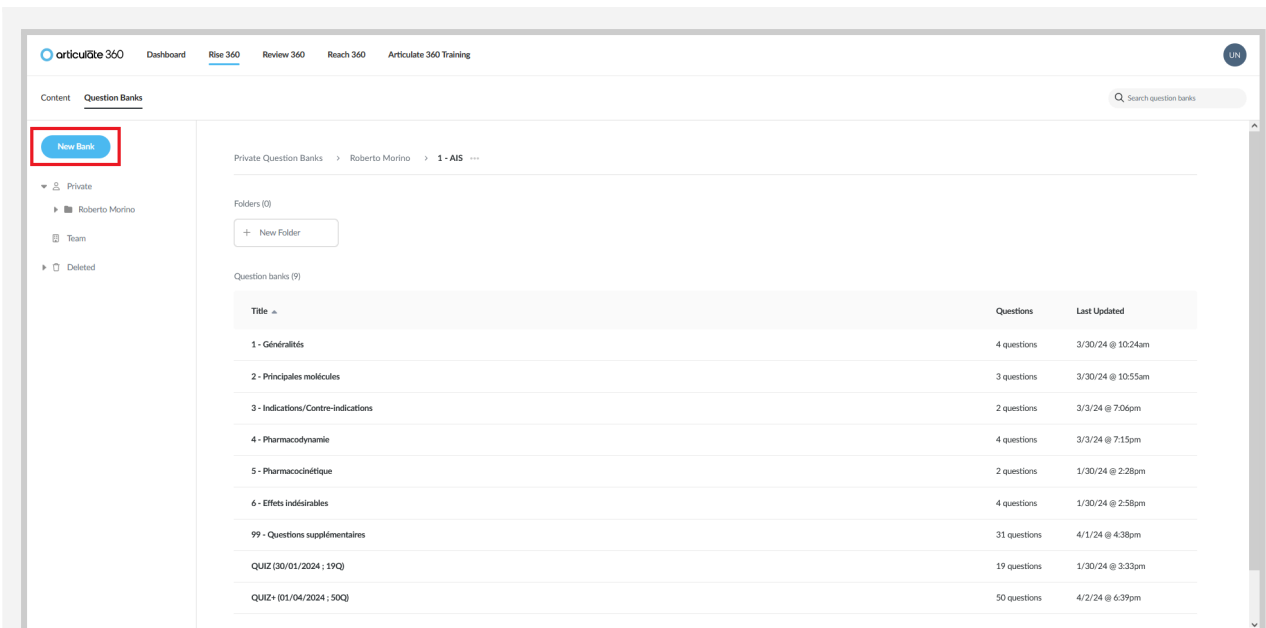 articulate 360 Dashboard Rise 360 Review 360 Reach 360 Articulate 360 Training UN
Content Question Banks Search question banks
New Bank
Private
Roberto Morino
Team
Deleted
Private Question Banks > Roberto Morino > 1 - AIS ...
Folders (0)
+ New Folder
Question banks (9)
Title Questions Last Updated
1 - Généralités 4 questions 3/30/24 @ 10:24am
2 - Principales molécules 3 questions 3/30/24 @ 10:55am
3 - Indications/Contre-indications 2 questions 3/3/24 @ 7:06pm
4 - Pharmacodynamie 4 questions 3/3/24 @ 7:15pm
5 - Pharmacocinétique 2 questions 1/30/24 @ 2:28pm
6 - Effets indésirables 4 questions 1/30/24 @ 2:58pm
99 - Questions supplémentaires 31 questions 4/1/24 @ 4:38pm
QUIZ (30/01/2024 ; 19Q) 19 questions 1/30/24 @ 3:33pm
QUIZ+ (01/04/2024 ; 50Q) 50 questions 4/2/24 @ 6:39pm